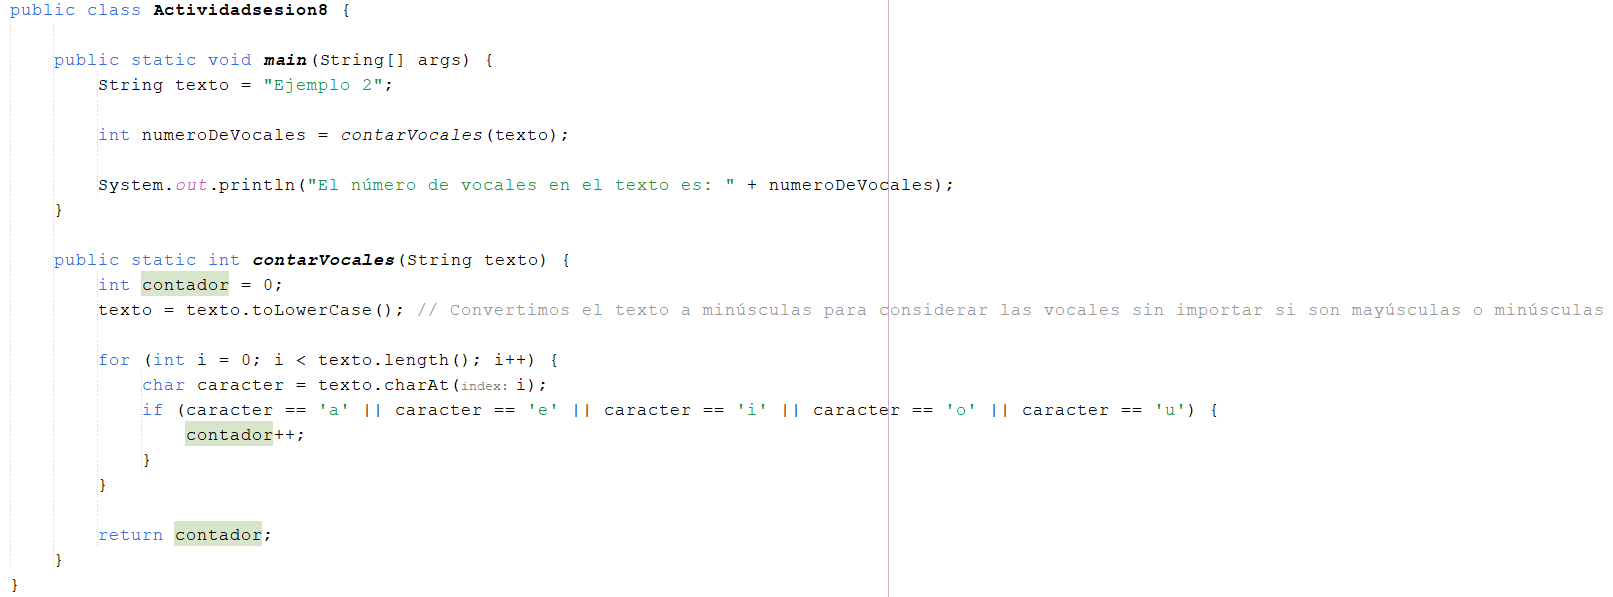 public class Actividadsesion8 {
public static void main(String[] args) {
String texto = "Ejemplo 2";
int numeroDeVocales = contarVocales(texto);
System.out.println("El número de vocales en el texto es: " + numeroDeVocales);
}
public static int contarVocales(String texto) {
int contador = 0;
texto = texto.toLowerCase(); // Convertimos el texto a minúsculas para considerar las vocales sin importar si son mayúsculas o minúsculas
for (int i = 0; i < texto.length(); i++) {
char caracter = texto.charAt(index: i);
if (caracter == 'a' || caracter == 'e' || caracter == 'i' || caracter == 'o' || caracter == 'u') {
contador++;
}
}
return contador;
}
}